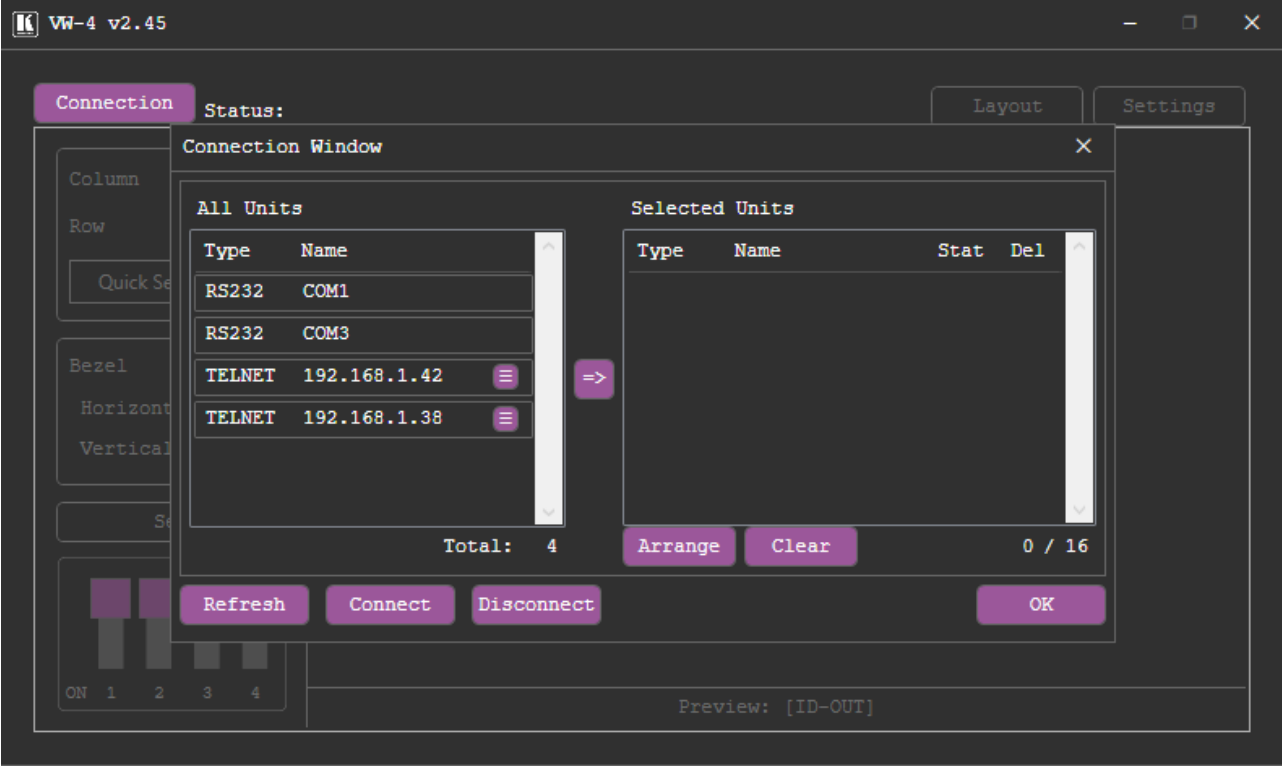 VW-4 v2.45
Connection
Status:
Layout
Settings
Connection Window
Column
Row
Quick Se
Bezel
Horizont
Vertical
Se
All Units
Type Name
RS232 COM1
RS232 COM3
TELNET 192.168.1.42
TELNET 192.168.1.38
Total: 4
=>
Selected Units
Type Name Stat Del
Arrange
Clear
0 / 16
Refresh
Connect
Disconnect
OK
ON 1 2 3 4
Preview: [ID-OUT]